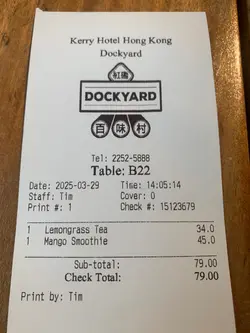 Kerry Hotel Hong Kong
Dockyard
紅磡
DOCKYARD
百味村
Tel: 2252-5888
Table: B22
Date: 2025-03-29 Time: 14:05:14
Staff: Tim Cover: 0
Print #: 1 Check #: 15123679
1 Lemongrass Tea 34.0
1 Mango Smoothie 45.0
Sub-total: 79.00
Check Total: 79.00
Print by: Tim